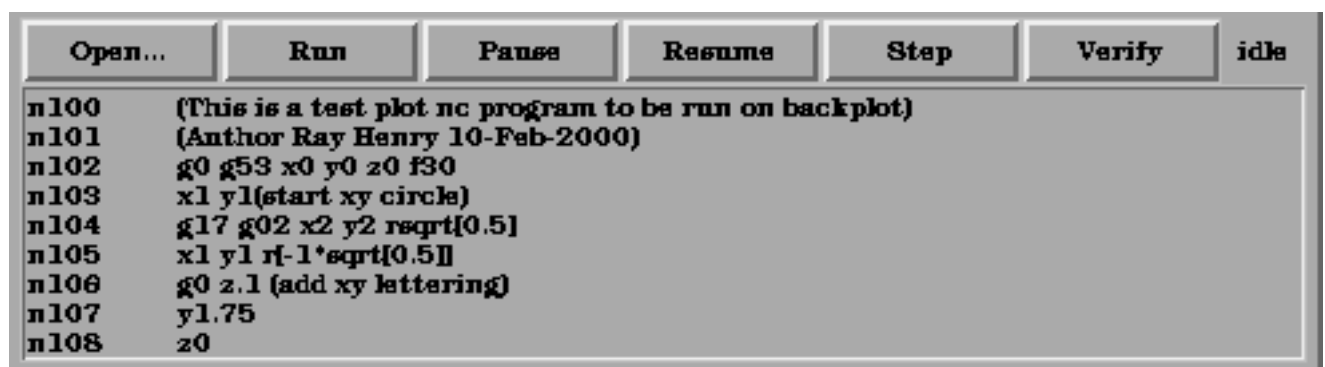 Open... Run Pause Resume Step Verify idle
n100 (This is a test plot nc program to be run on backplot)
n101 (Author Ray Henry 10-Feb-2000)
n102 g0 g53 x0 y0 z0 f30
n103 x1 y1(start xy circle)
n104 g17 g02 x2 y2 rsqrt[0.5]
n105 x1 y1 r[-1*sqrt[0.5]]
n106 g0 z.1 (add xy lettering)
n107 y1.75
n108 z0